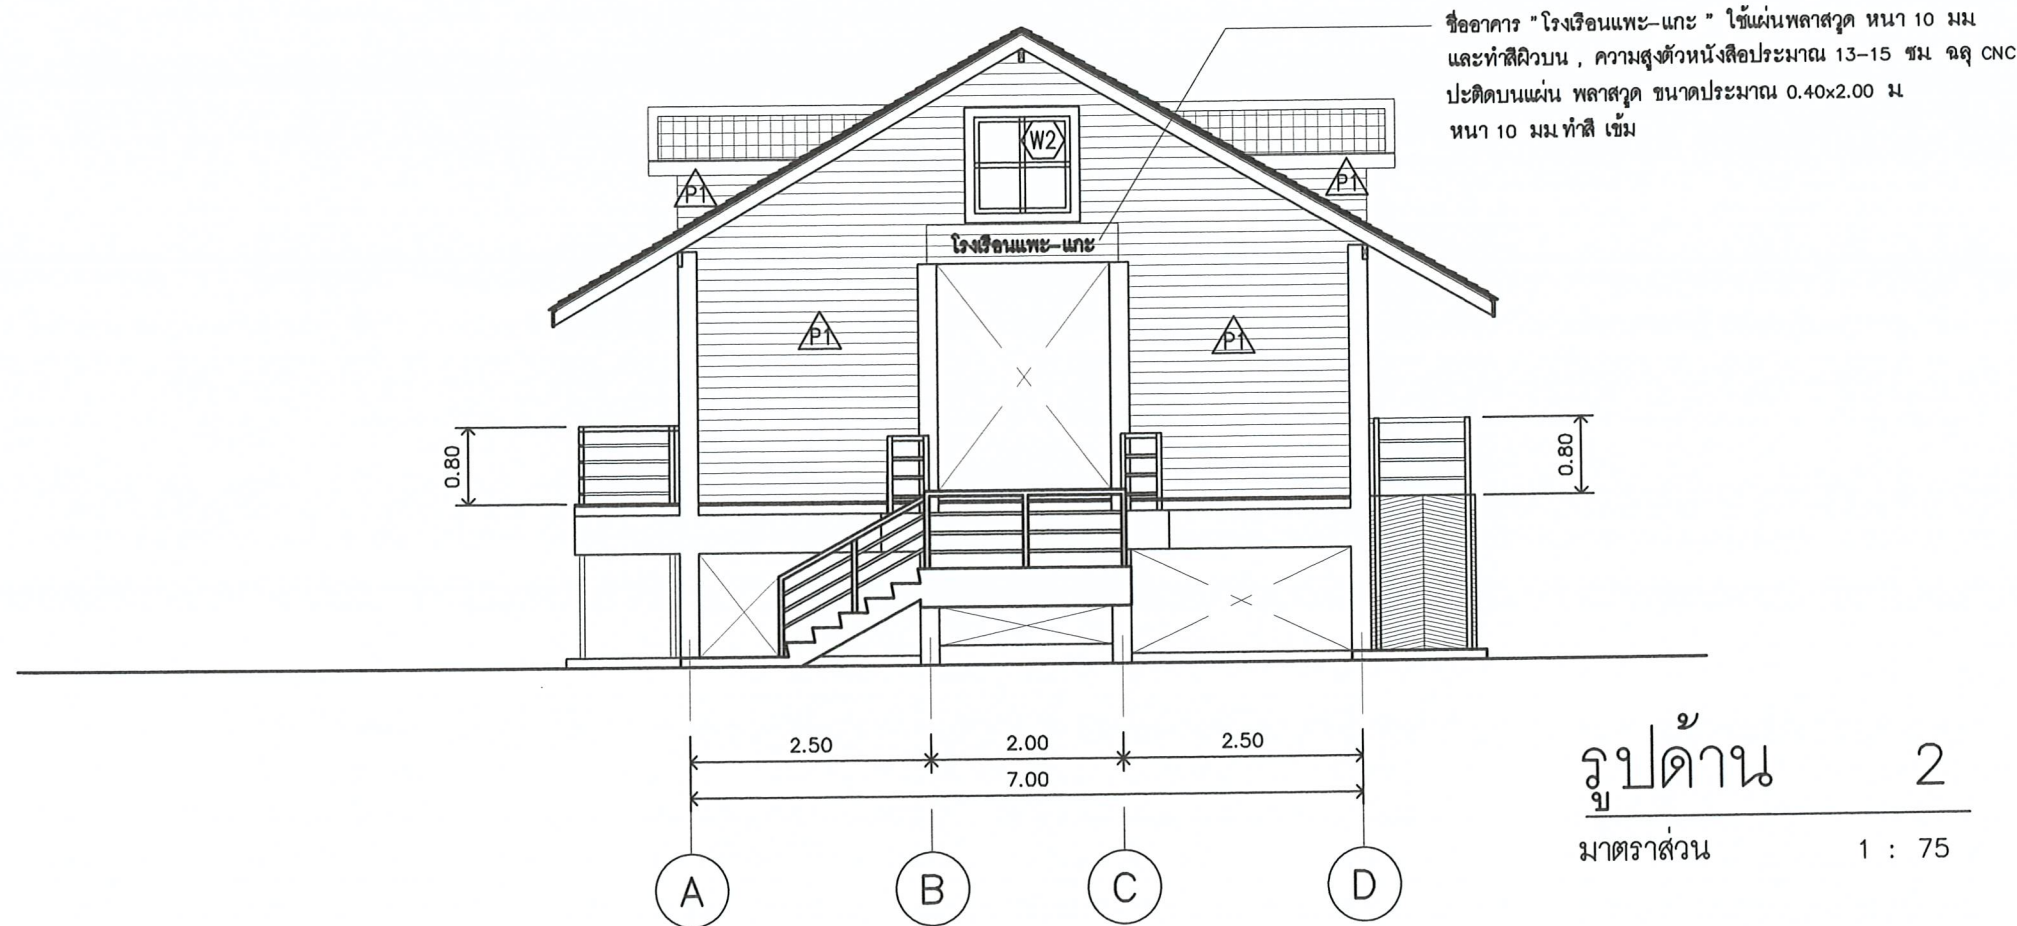 ชื่ออาคาร "โรงเรือนแพะ-แกะ" ใช้แผ่นพลาสวูด หนา 10 มม.
และทำสีผิวบน , ความสูงตัวหนังสือประมาณ 13-15 ซม. ฉลุ CNC
ปะติดบนแผ่น พลาสวูด ขนาดประมาณ 0.40x2.00 ม.
หนา 10 มม. ทำสี เข้ม
W2
P1 P1
โรงเรือนแพะ-แกะ
P1 P1
0.80 0.80
2.50 2.00 2.50
7.00
A B C D
รูปด้าน 2
มาตราส่วน 1 : 75